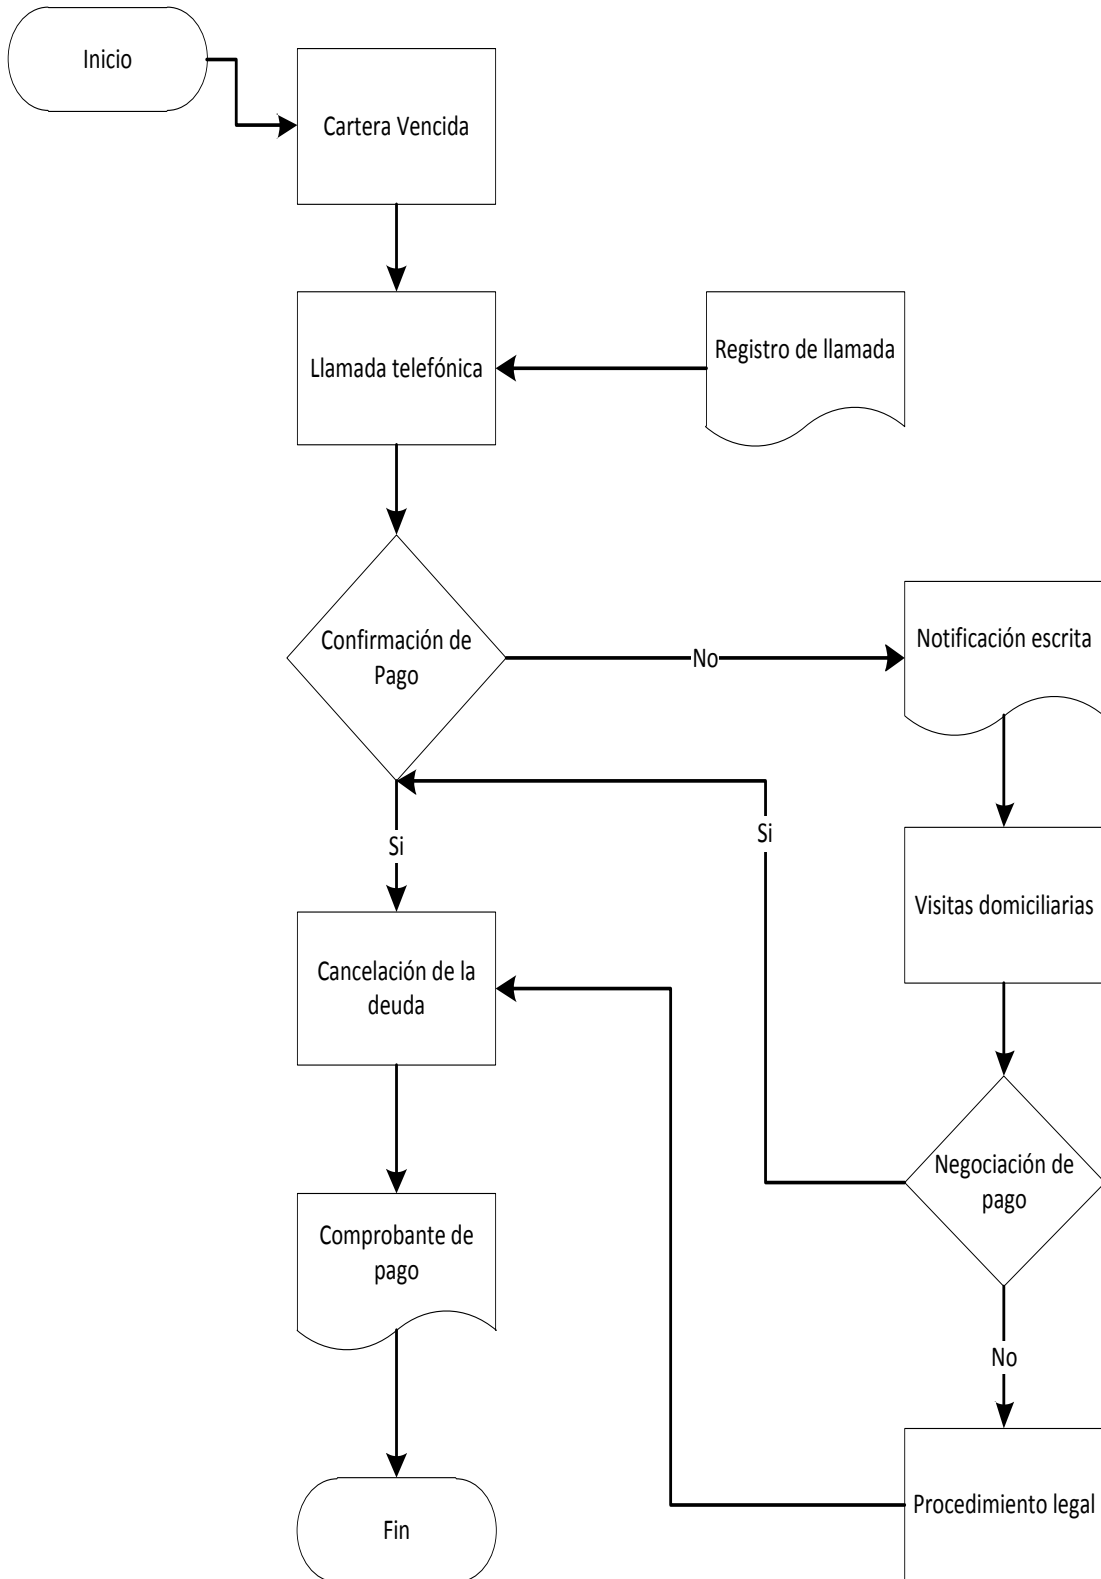 Inicio
Cartera Vencida
Llamada telefónica
Registro de llamada
Confirmación de
Pago
No
Notificación escrita
Si
Si
Visitas domiciliarias
Cancelación de la
deuda
Negociación de
pago
Comprobante de
pago
No
Procedimiento legal
Fin